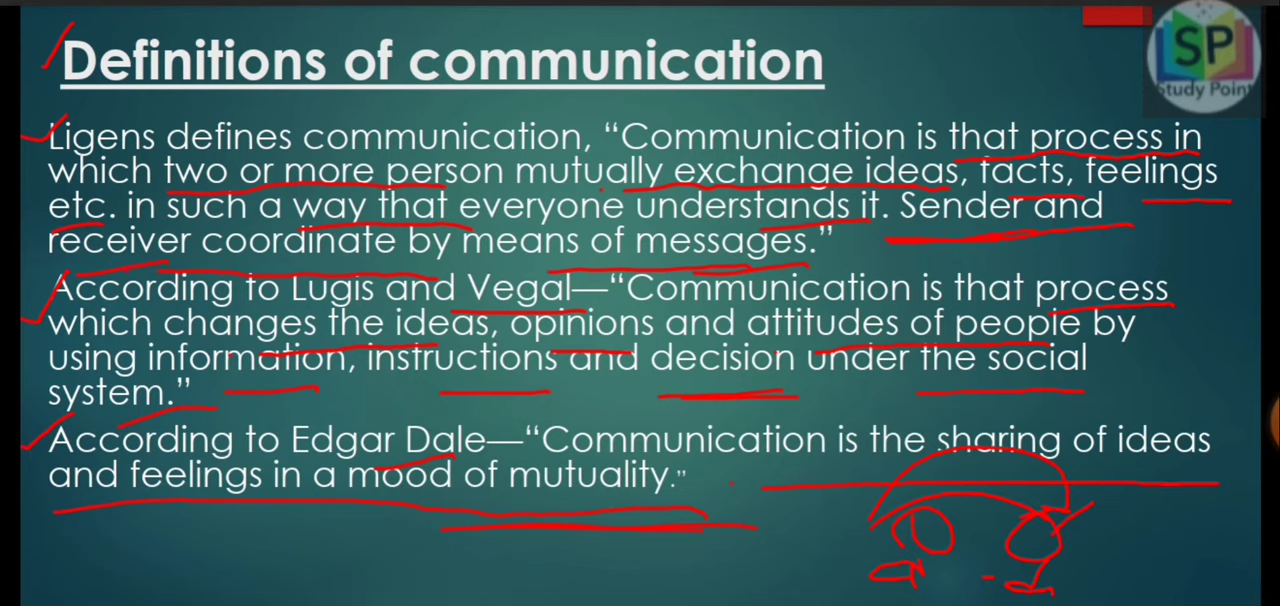 Definitions of communication
SP
Study Point
Ligens defines communication, “Communication is that process in
which two or more person mutually exchange ideas, facts, feelings
etc. in such a way that everyone understands it. Sender and
receiver coordinate by means of messages.”
According to Lugis and Vegal—“Communication is that process
which changes the ideas, opinions and attitudes of people by
using information, instructions and decision under the social
system.”
According to Edgar Dale—“Communication is the sharing of ideas
and feelings in a mood of mutuality.”